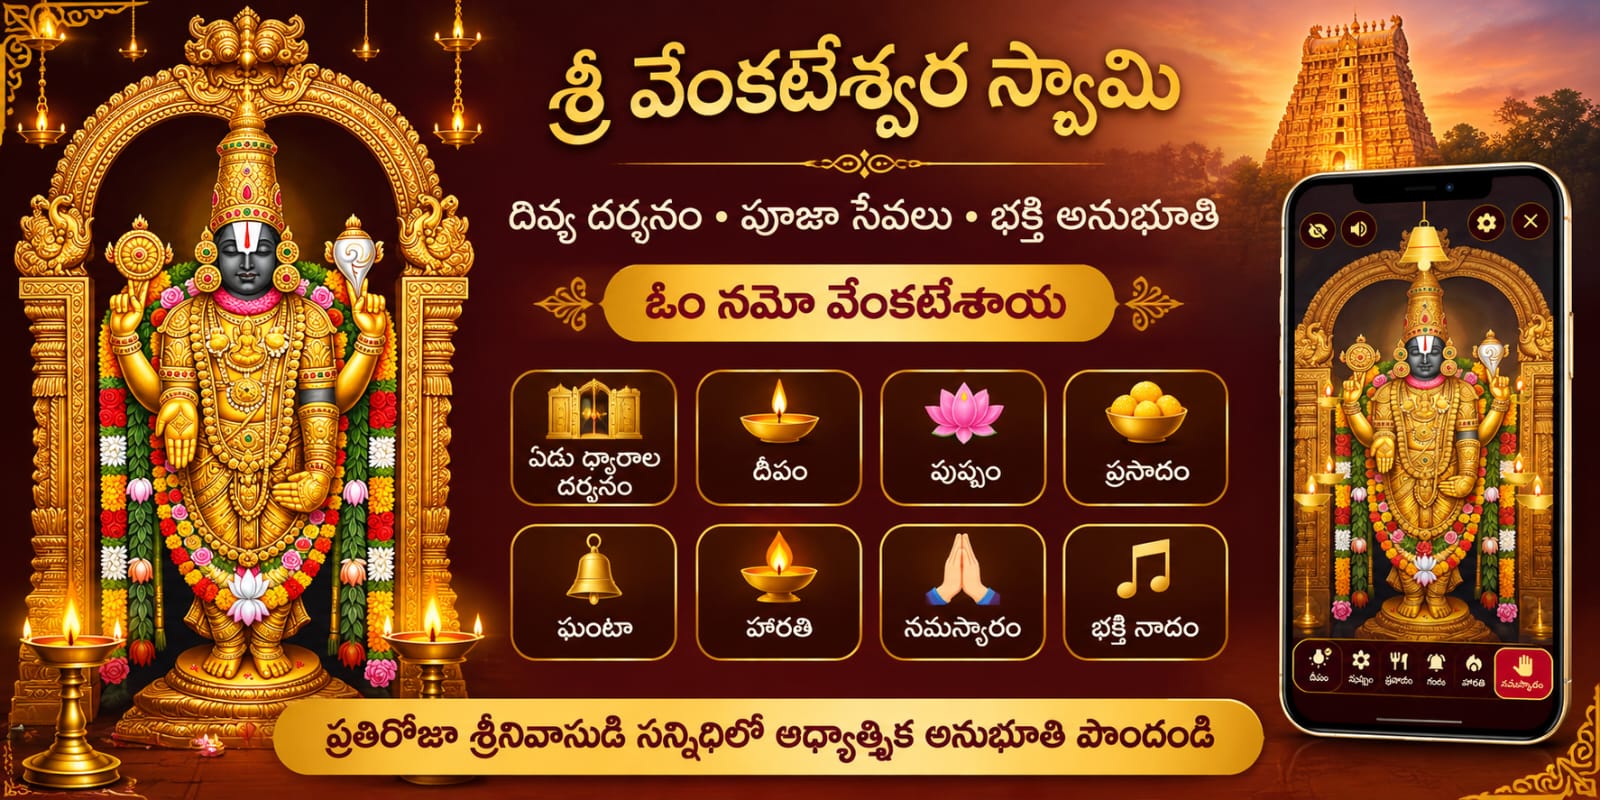 శ్రీ వేంకటేశ్వర స్వామి
దివ్య దర్శనం • పూజా సేవలు • భక్తి అనుభూతి
ఓం నమో వేంకటేశాయ
ఏడు ధ్వారాల
దర్శనం
దీపం
పుష్పం
ప్రసాదం
ఘంటా
హారతి
నమస్కారం
భక్తి నాదం
దీపం
హారతి
నమస్కారం
ప్రతిరోజూ శ్రీనివాసుడి సన్నిధిలో ఆధ్యాత్మిక అనుభూతి పొందండి